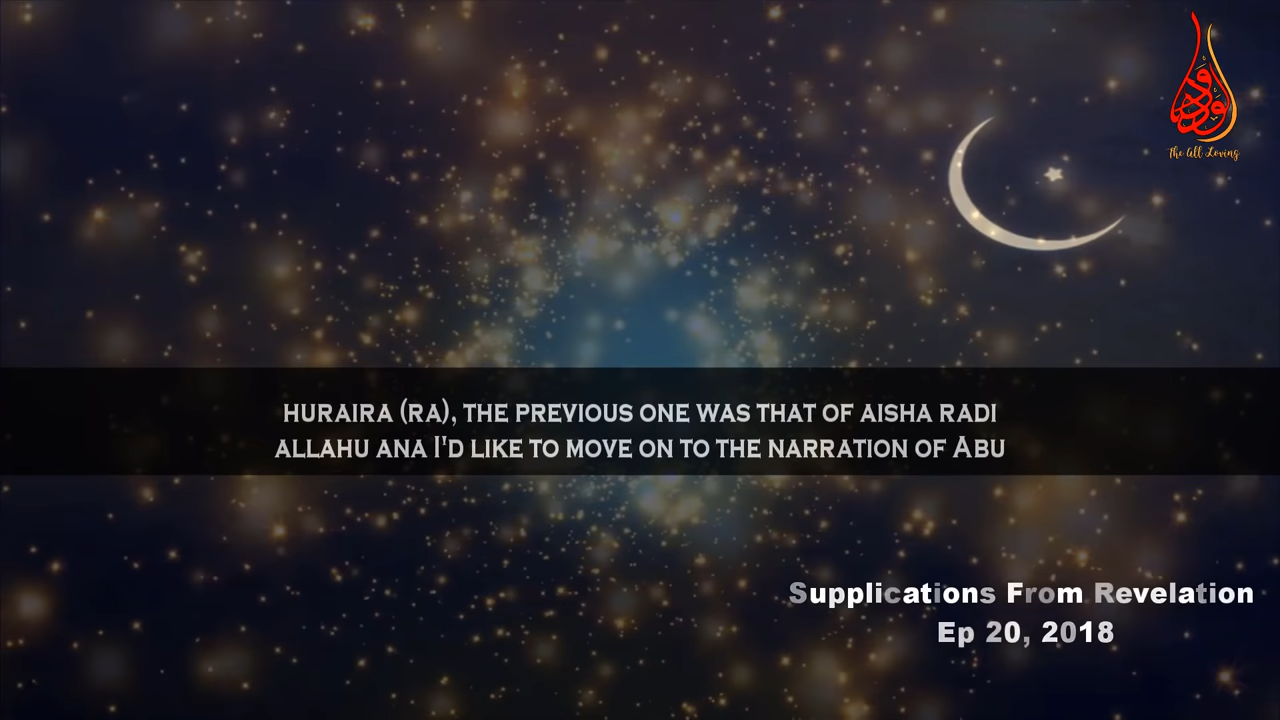 ودود
The All Loving
HURAIRA (RA), THE PREVIOUS ONE WAS THAT OF AISHA RADI
ALLAHU ANA I'D LIKE TO MOVE ON TO THE NARRATION OF ABU
Supplications From Revelation
Ep 20, 2018